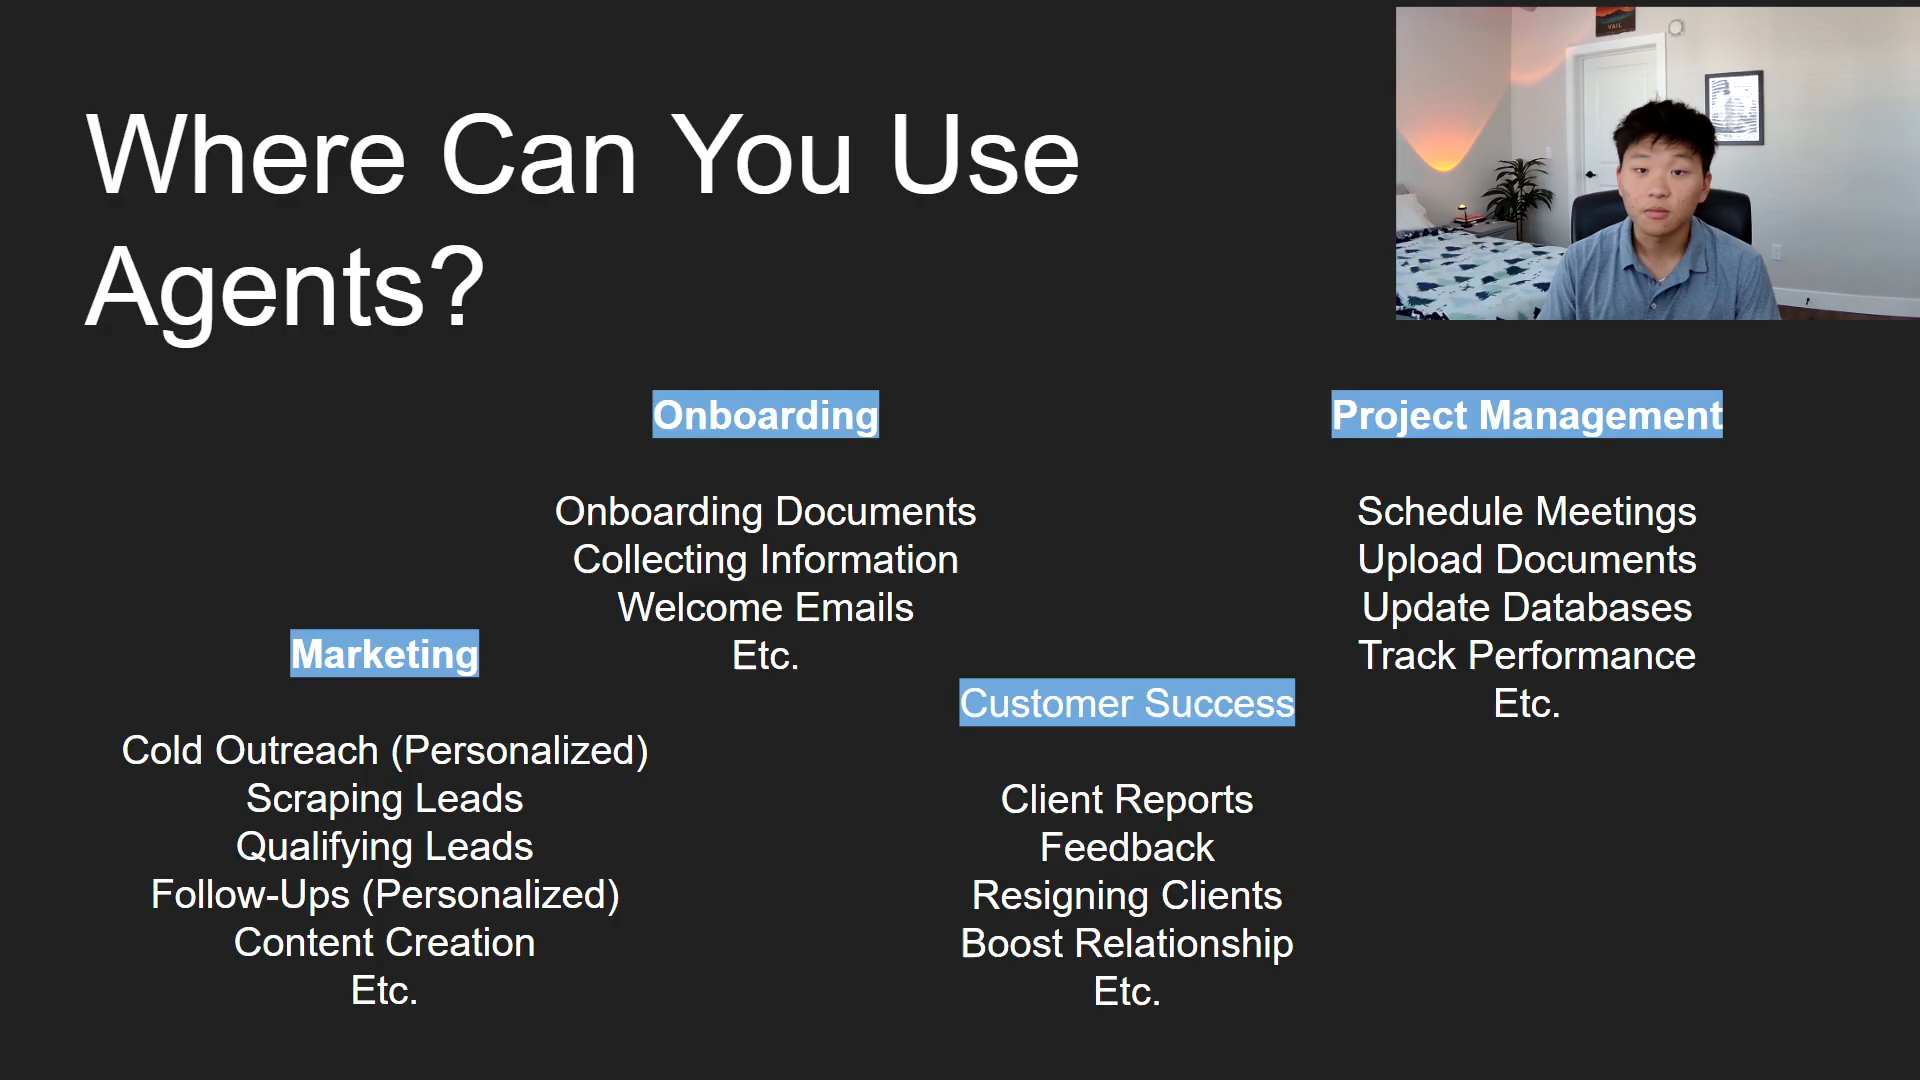 Where Can You Use
Agents?
VAIL
Onboarding
Onboarding Documents
Collecting Information
Welcome Emails
Etc.
Project Management
Schedule Meetings
Upload Documents
Update Databases
Track Performance
Etc.
Marketing
Cold Outreach (Personalized)
Scraping Leads
Qualifying Leads
Follow-Ups (Personalized)
Content Creation
Etc.
Customer Success
Client Reports
Feedback
Resigning Clients
Boost Relationship
Etc.